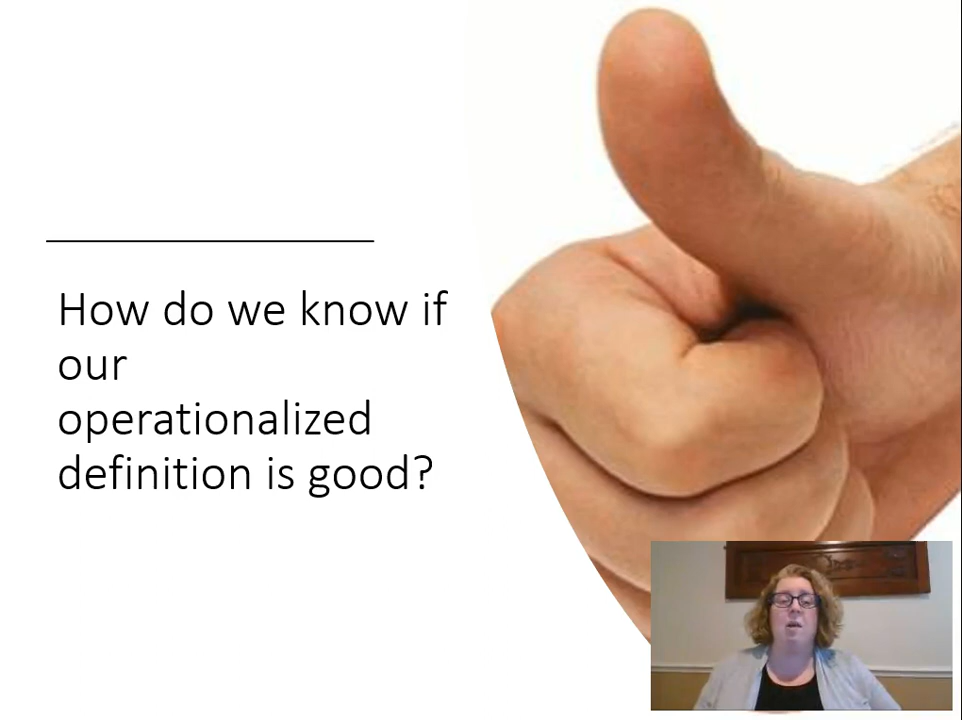 How do we know if
our
operationalized
definition is good?